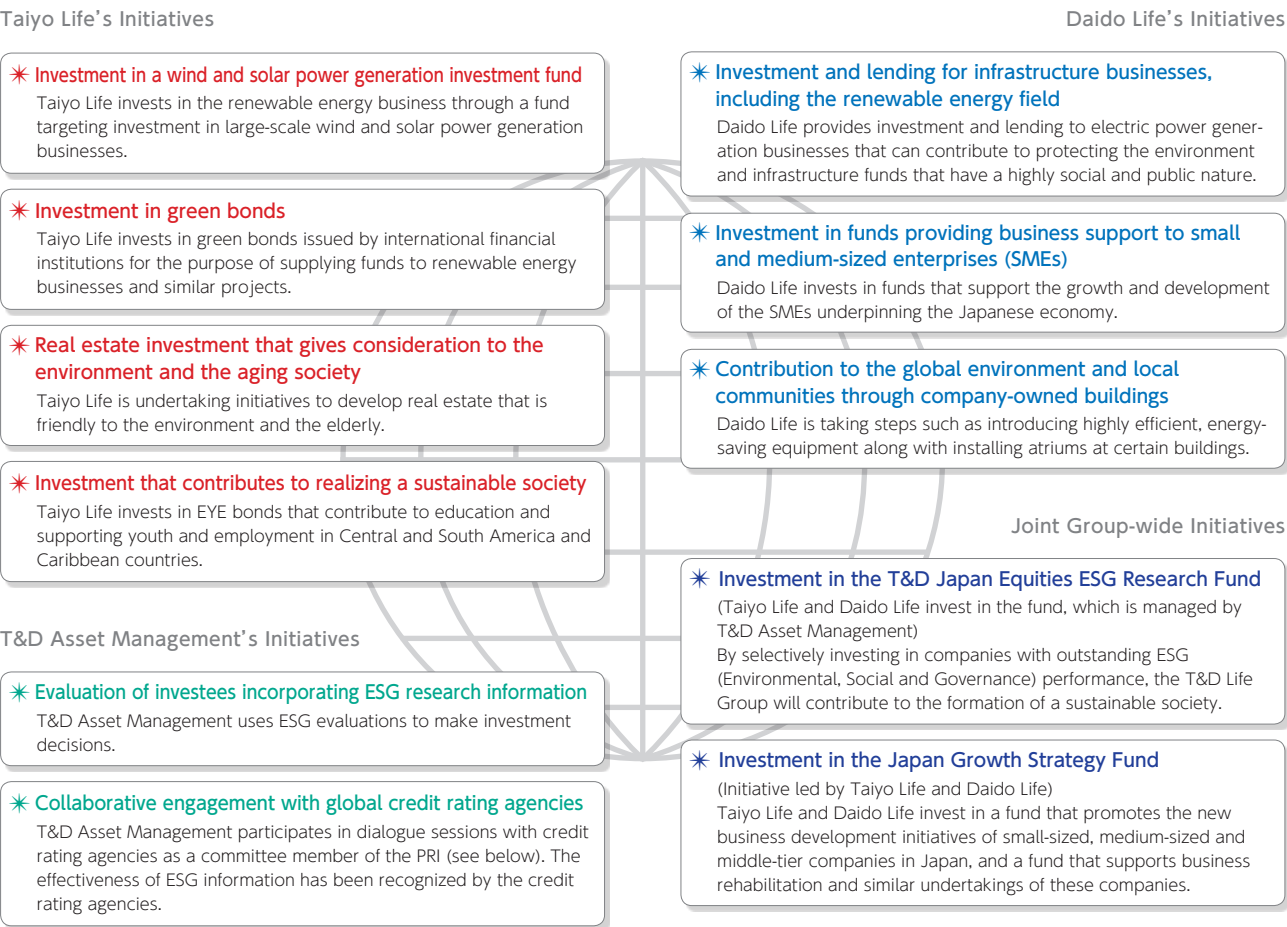 Taiyo Life's Initiatives
✴ Investment in a wind and solar power generation investment fund
Taiyo Life invests in the renewable energy business through a fund
targeting investment in large-scale wind and solar power generation
businesses.
✴ Investment in green bonds
Taiyo Life invests in green bonds issued by international financial
institutions for the purpose of supplying funds to renewable energy
businesses and similar projects.
✴ Real estate investment that gives consideration to the
environment and the aging society
Taiyo Life is undertaking initiatives to develop real estate that is
friendly to the environment and the elderly.
✴ Investment that contributes to realizing a sustainable society
Taiyo Life invests in EYE bonds that contribute to education and
supporting youth and employment in Central and South America and
Caribbean countries.
T&D Asset Management's Initiatives
✴ Evaluation of investees incorporating ESG research information
T&D Asset Management uses ESG evaluations to make investment
decisions.
✴ Collaborative engagement with global credit rating agencies
T&D Asset Management participates in dialogue sessions with credit
rating agencies as a committee member of the PRI (see below). The
effectiveness of ESG information has been recognized by the credit
rating agencies.
Daido Life's Initiatives
✴ Investment and lending for infrastructure businesses,
including the renewable energy field
Daido Life provides investment and lending to electric power gener-
ation businesses that can contribute to protecting the environment
and infrastructure funds that have a highly social and public nature.
✴ Investment in funds providing business support to small
and medium-sized enterprises (SMEs)
Daido Life invests in funds that support the growth and development
of the SMEs underpinning the Japanese economy.
✴ Contribution to the global environment and local
communities through company-owned buildings
Daido Life is taking steps such as introducing highly efficient, energy-
saving equipment along with installing atriums at certain buildings.
Joint Group-wide Initiatives
✴ Investment in the T&D Japan Equities ESG Research Fund
(Taiyo Life and Daido Life invest in the fund, which is managed by
T&D Asset Management)
By selectively investing in companies with outstanding ESG
(Environmental, Social and Governance) performance, the T&D Life
Group will contribute to the formation of a sustainable society.
✴ Investment in the Japan Growth Strategy Fund
(Initiative led by Taiyo Life and Daido Life)
Taiyo Life and Daido Life invest in a fund that promotes the new
business development initiatives of small-sized, medium-sized and
middle-tier companies in Japan, and a fund that supports business
rehabilitation and similar undertakings of these companies.